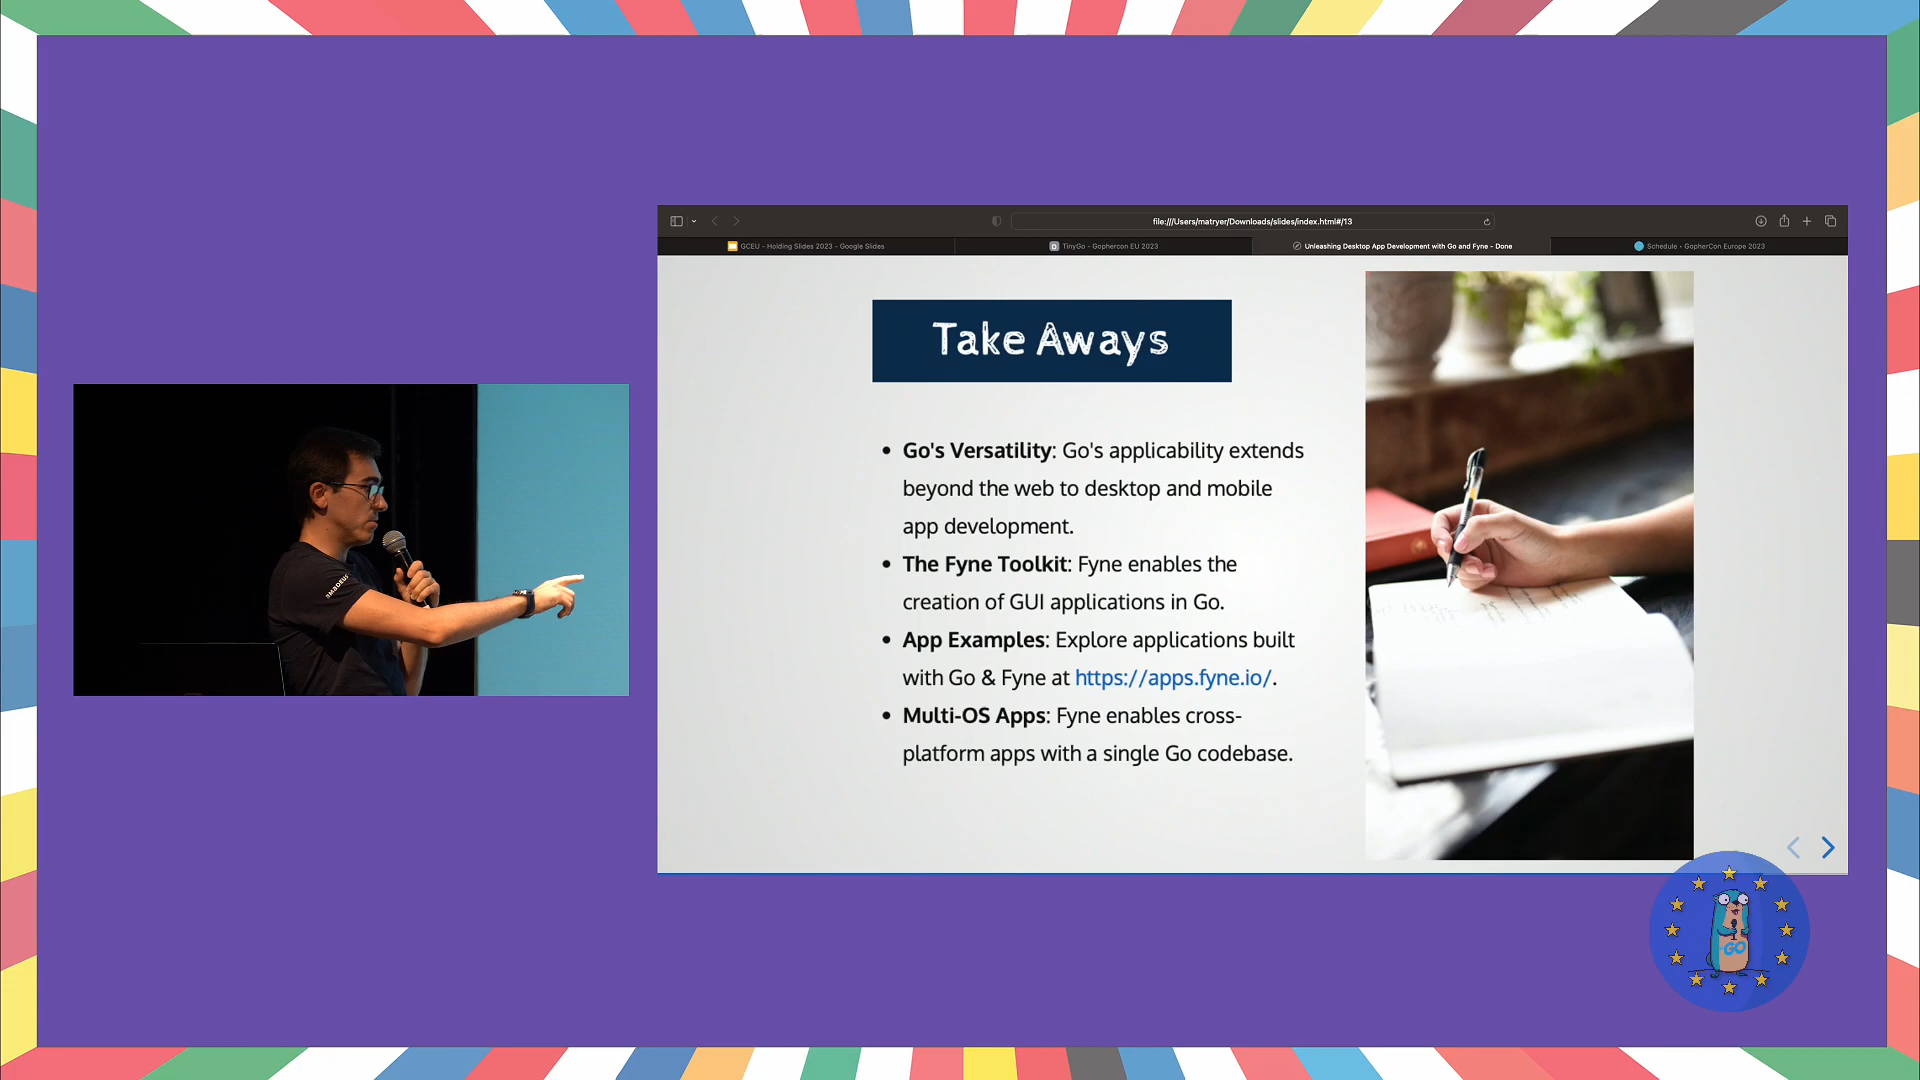 file:///Users/matryer/Downloads/slides/index.html#/13
GCEU - Holding Slides 2023 - Google Slides
TinyGo - Gophercon EU 2023
Unleashing Desktop App Development with Go and Fyne - Done
Schedule • GopherCon Europe 2023
Take Aways
• Go's Versatility: Go's applicability extends
beyond the web to desktop and mobile
app development.
• The Fyne Toolkit: Fyne enables the
creation of GUI applications in Go.
• App Examples: Explore applications built
with Go & Fyne at https://apps.fyne.io/.
• Multi-OS Apps: Fyne enables cross-
platform apps with a single Go codebase.
amadeus
GO